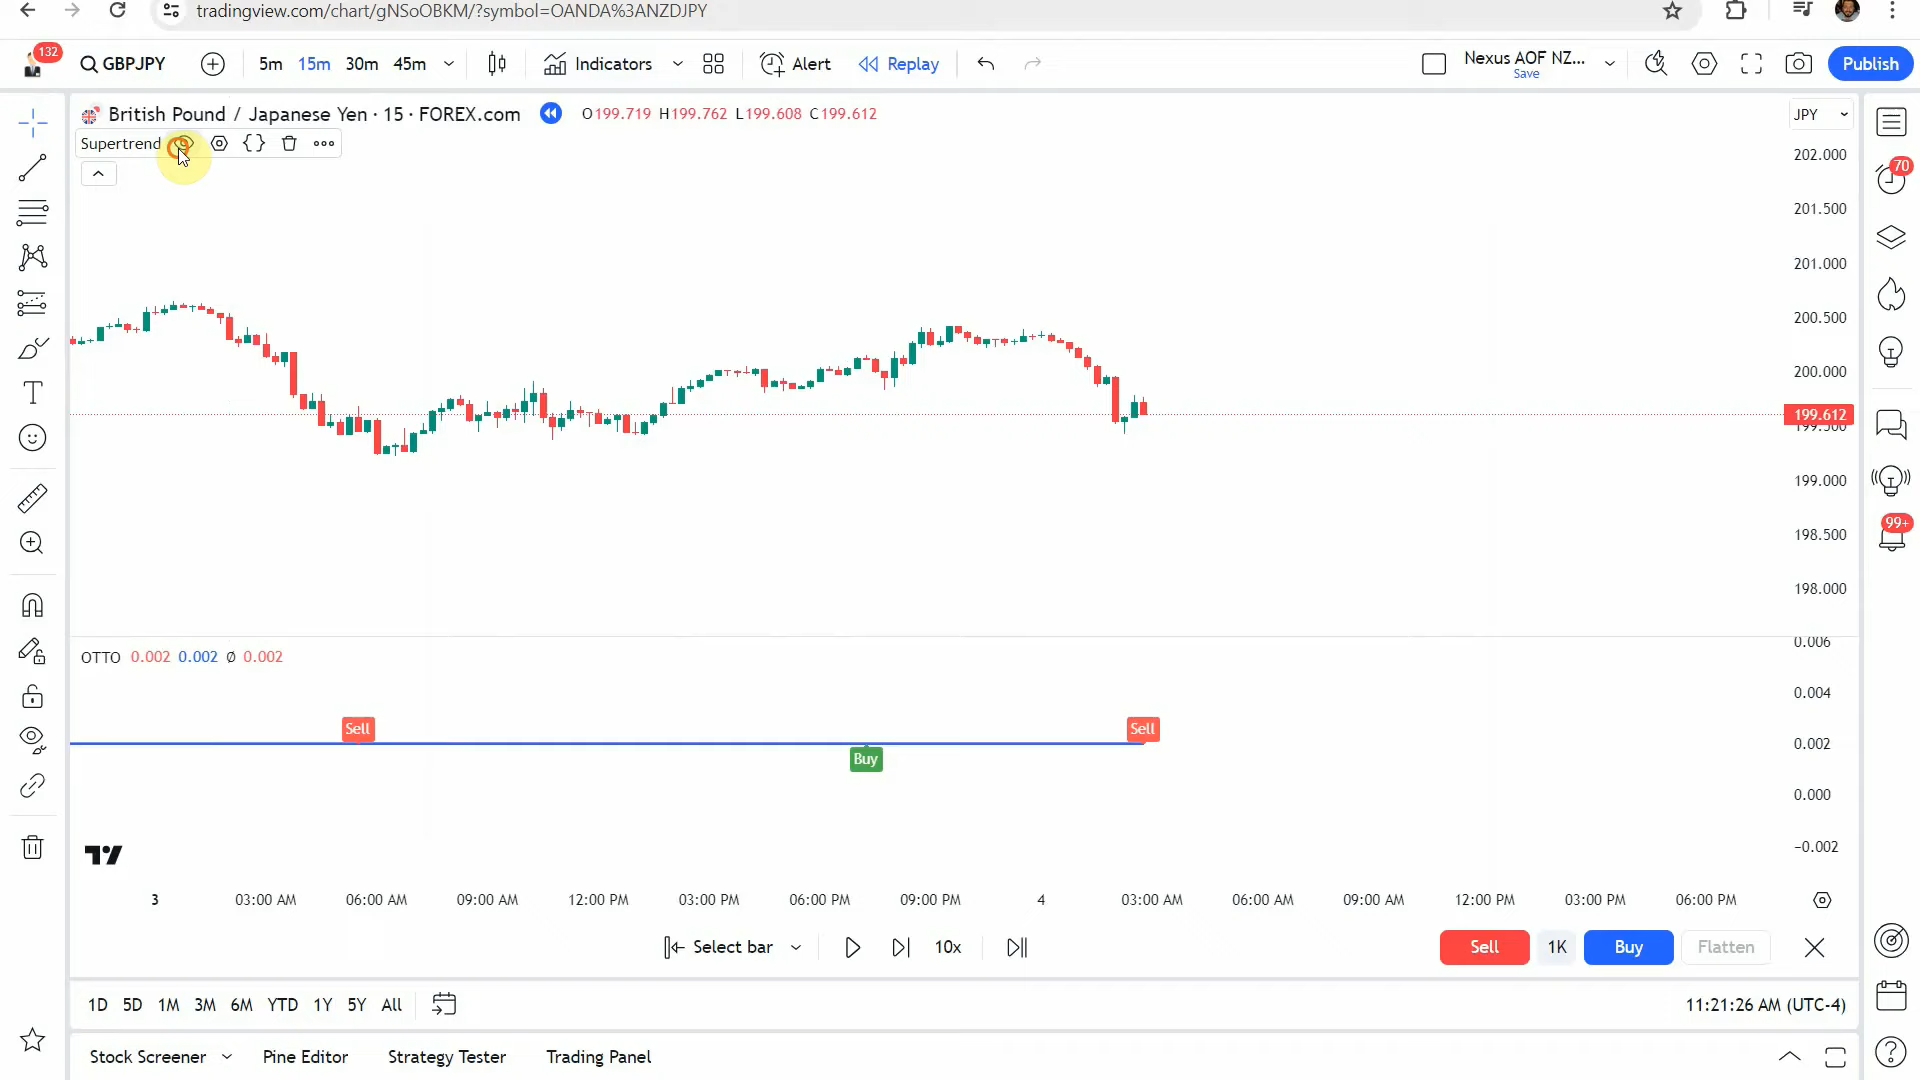 tradingview.com/chart/gNSoOBKM/?symbol=OANDA%3ANZDJPY
132
GBPJPY 5m 15m 30m 45m Indicators Alert Replay Nexus AOF NZ... Save Publish
British Pound / Japanese Yen · 15 · FOREX.com O199.719 H199.762 L199.608 C199.612 JPY
Supertrend
202.000
70
201.500
201.000
200.500
200.000
199.612
199.500
199.000
99+
198.500
198.000
0.006
OTTO 0.002 0.002 Ø 0.002
0.004
Sell Sell
0.002
Buy
0.000
−0.002
3 03:00 AM 06:00 AM 09:00 AM 12:00 PM 03:00 PM 06:00 PM 09:00 PM 4 03:00 AM 06:00 AM 09:00 AM 12:00 PM 03:00 PM 06:00 PM
Select bar 10x Sell 1K Buy Flatten
1D 5D 1M 3M 6M YTD 1Y 5Y All 11:21:26 AM (UTC-4)
Stock Screener Pine Editor Strategy Tester Trading Panel